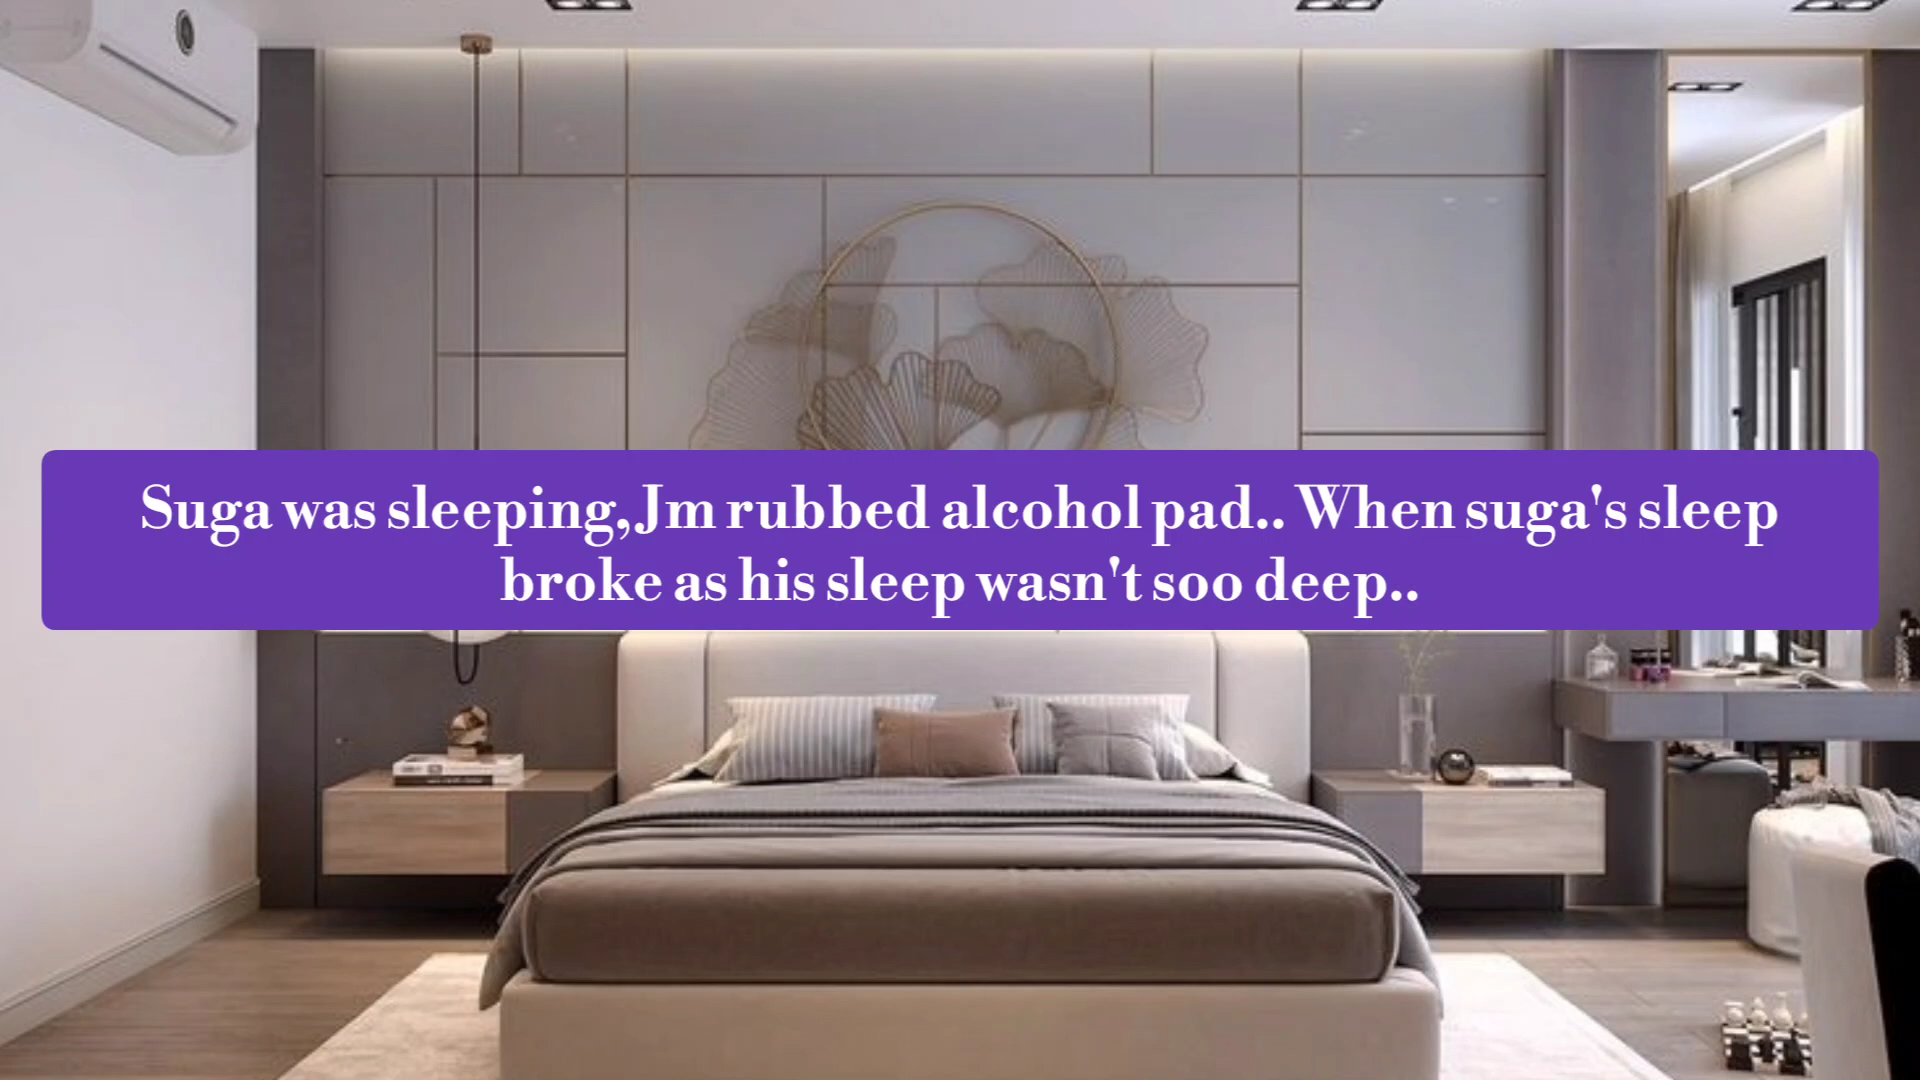 Suga was sleeping,Jm rubbed alcohol pad.. When suga's sleep
broke as his sleep wasn't soo deep..